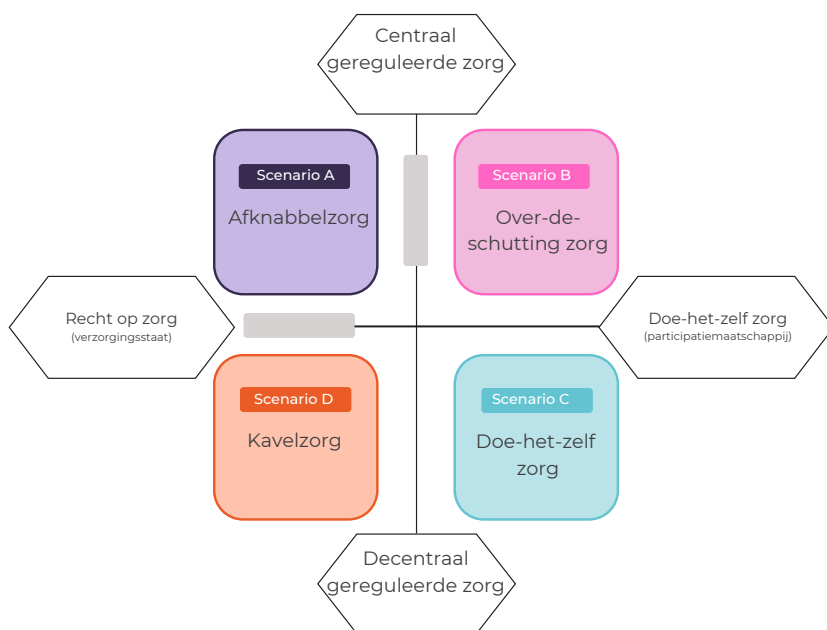 Centraal
gereguleerde zorg
Scenario A
Afknabbelzorg
Scenario B
Over-de-
schutting zorg
Recht op zorg
(verzorgingsstaat)
Doe-het-zelf zorg
(participatiemaatschappij)
Scenario D
Kavelzorg
Scenario C
Doe-het-zelf
zorg
Decentraal
gereguleerde zorg